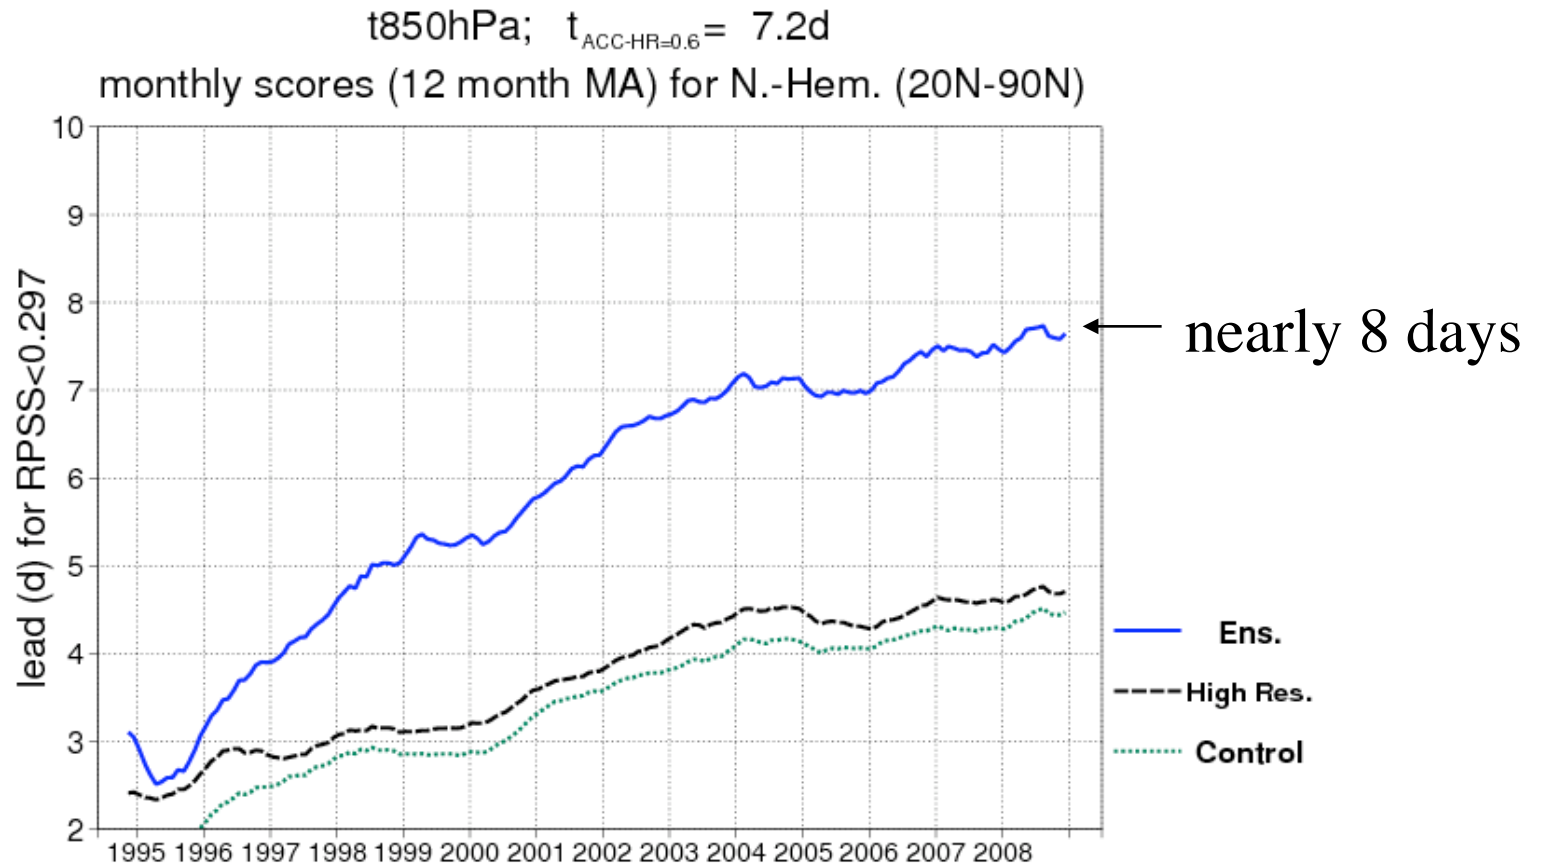 t850hPa; tACC-HR=0.6= 7.2d
monthly scores (12 month MA) for N.-Hem. (20N-90N)
lead (d) for RPSS<0.297
10
9
8
7
6
5
4
3
2
1995 1996 1997 1998 1999 2000 2001 2002 2003 2004 2005 2006 2007 2008
nearly 8 days
Ens.
High Res.
Control